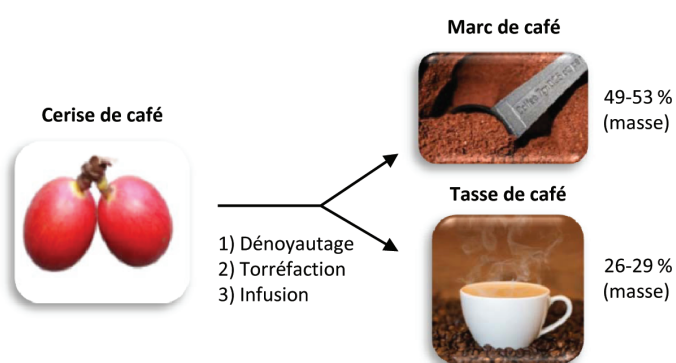 Marc de café
49-53 %
(masse)
Cerise de café
Tasse de café
1) Dénoyautage
2) Torréfaction
3) Infusion
26-29 %
(masse)